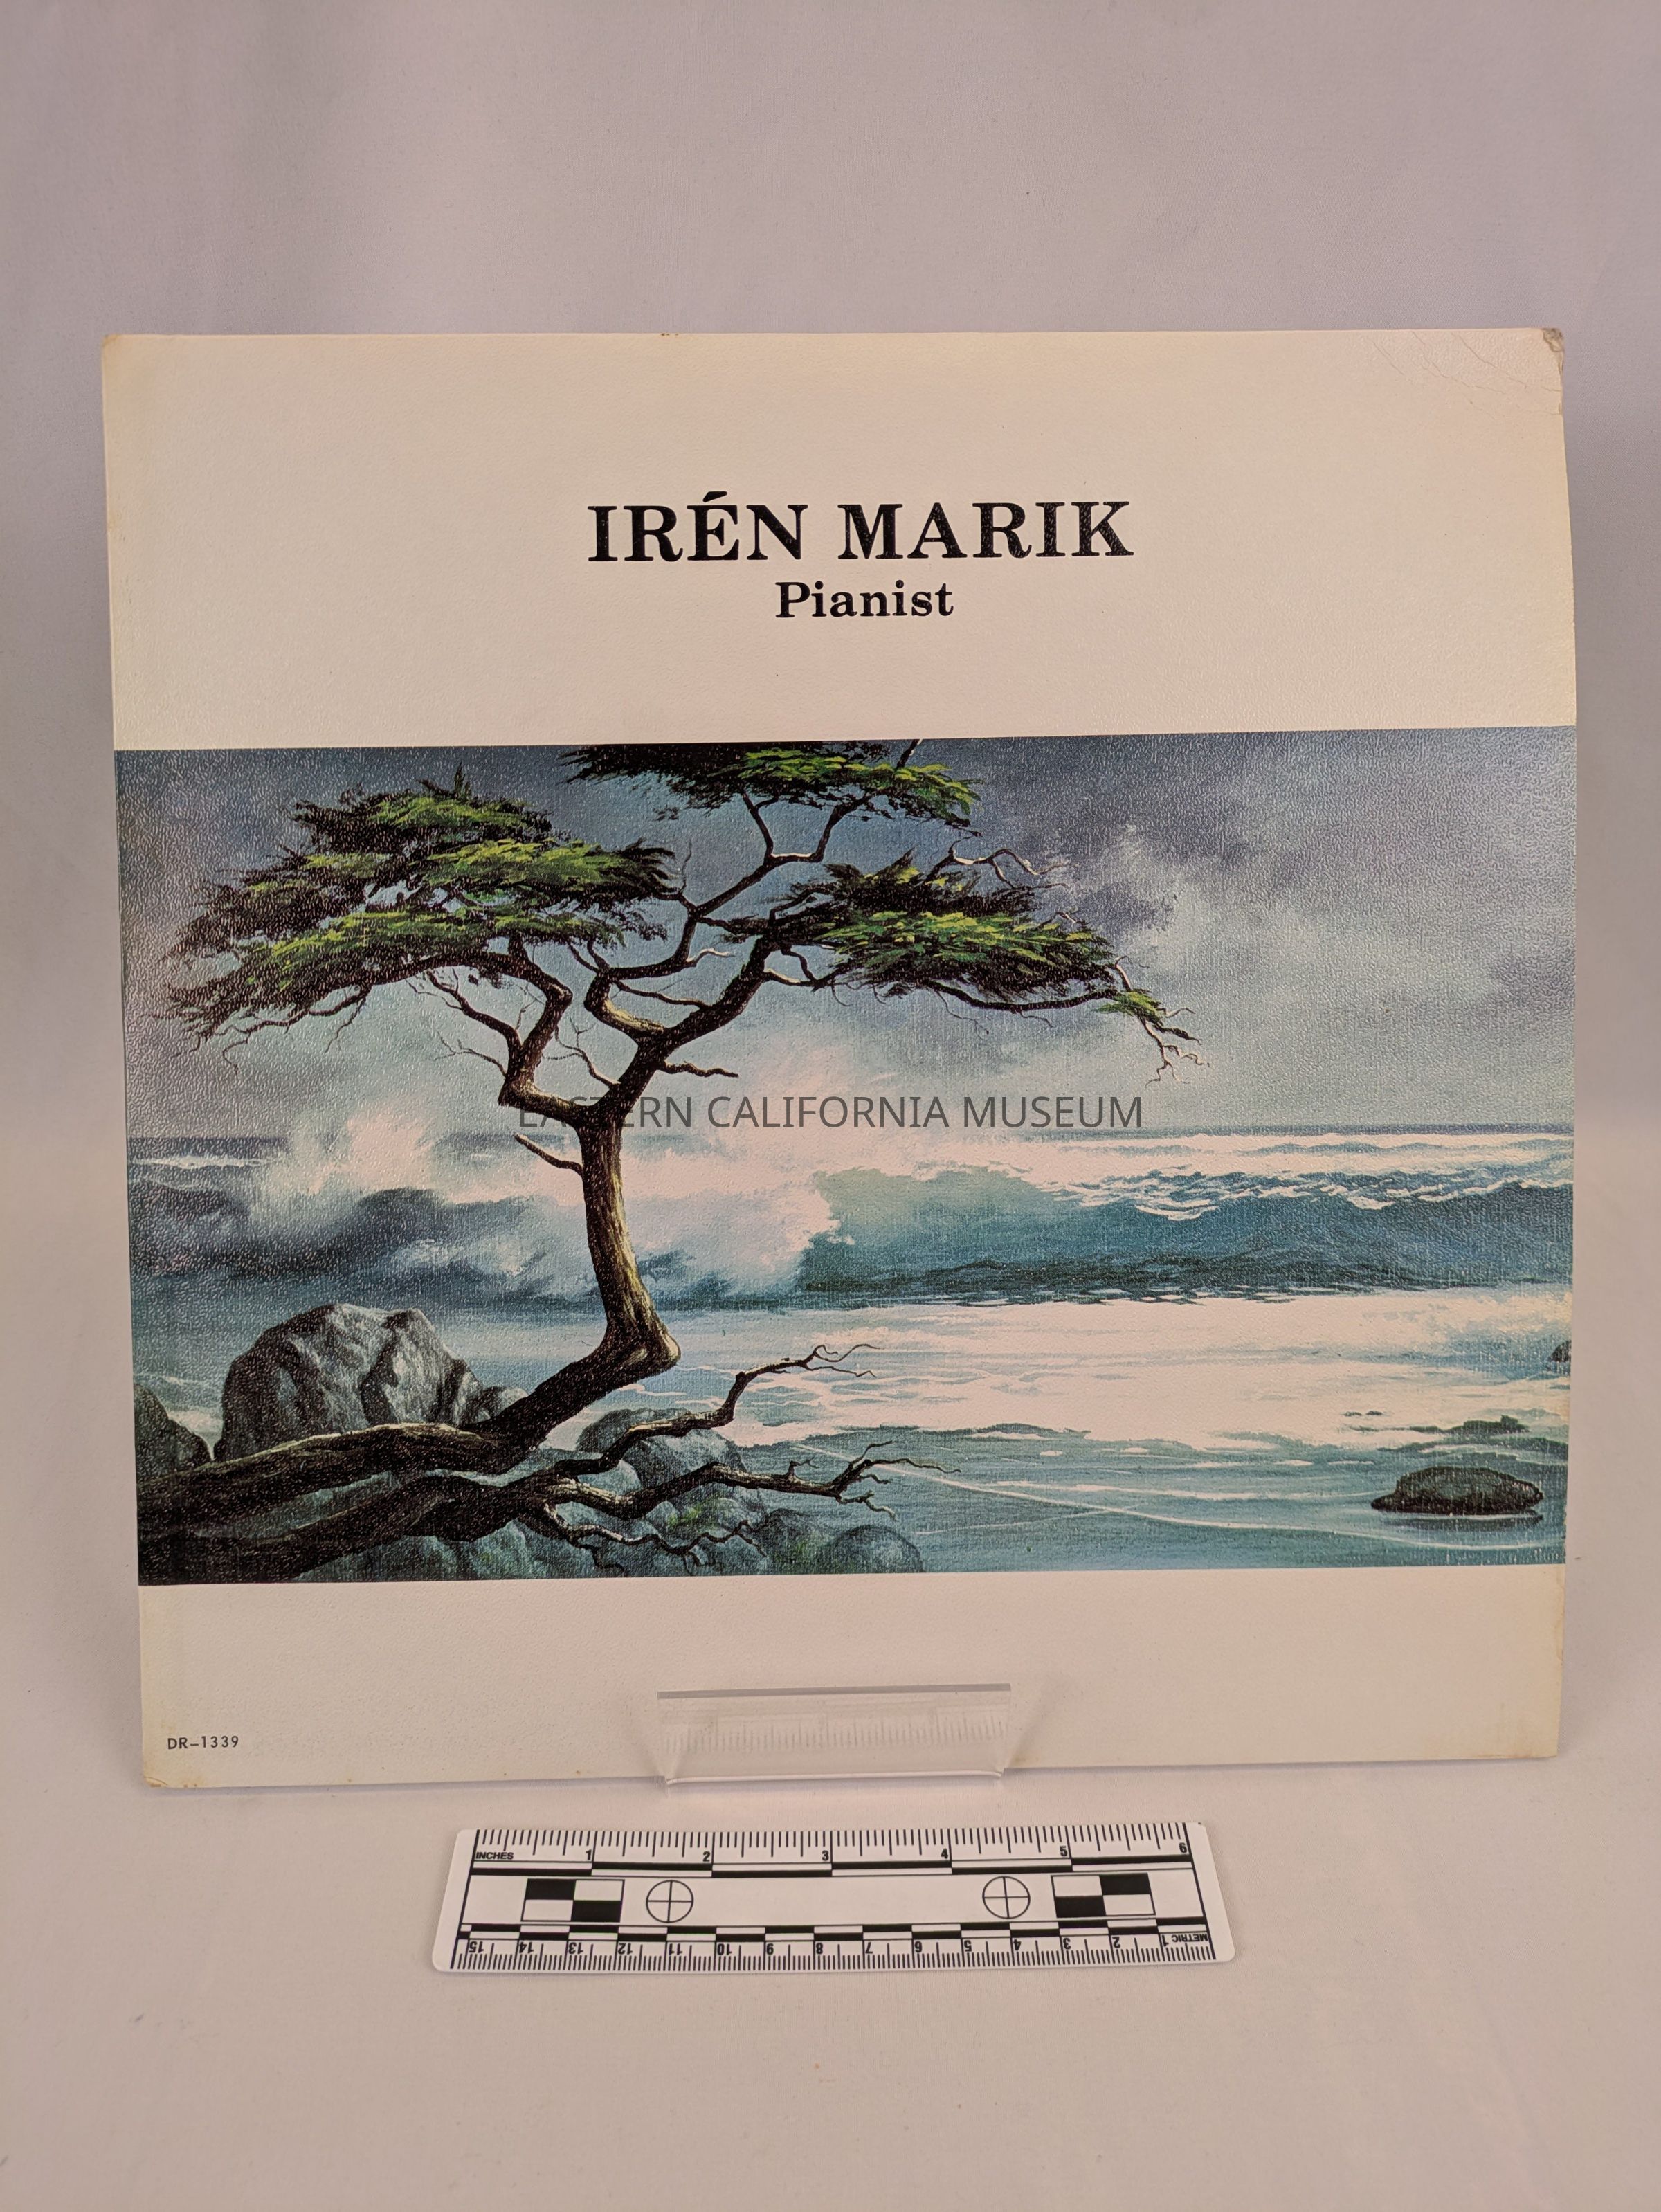 IRÉN MARIK
Pianist
EASTERN CALIFORNIA MUSEUM
DR-1339
INCHES 1 2 3 4 5 6
15 14 13 12 11 10 9 8 7 6 5 4 3 2 1 METRIC